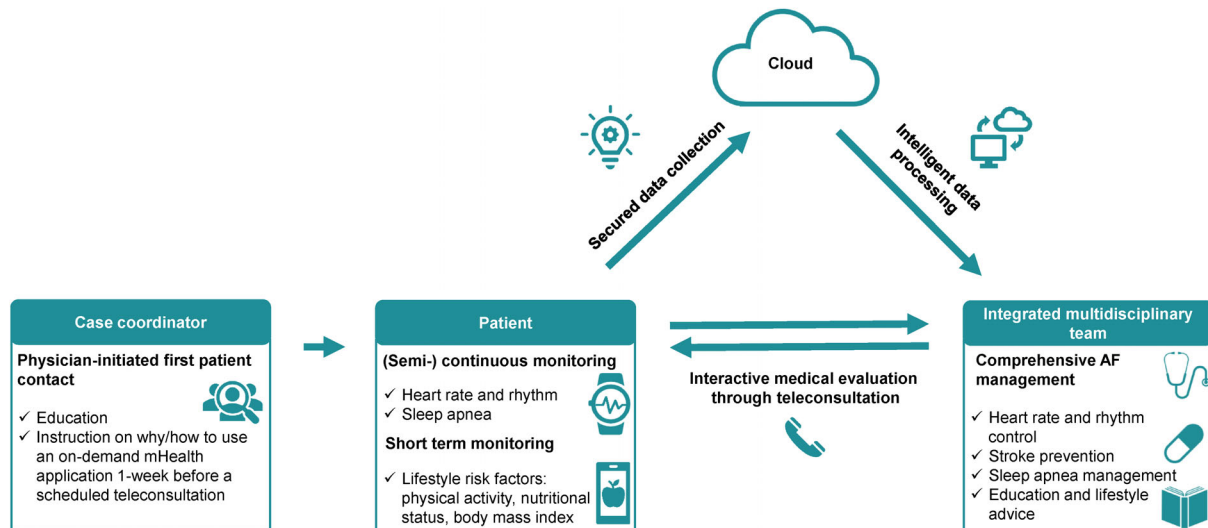 Cloud
Secured data collection
Intelligent data
processing
Case coordinator
Physician-initiated first patient
contact
✓ Education
✓ Instruction on why/how to use
an on-demand mHealth
application 1-week before a
scheduled teleconsultation
Patient
(Semi-) continuous monitoring
✓ Heart rate and rhythm
✓ Sleep apnea
Short term monitoring
✓ Lifestyle risk factors:
physical activity, nutritional
status, body mass index
Interactive medical evaluation
through teleconsultation
Integrated multidisciplinary
team
Comprehensive AF
management
✓ Heart rate and rhythm
control
✓ Stroke prevention
✓ Sleep apnea management
✓ Education and lifestyle
advice